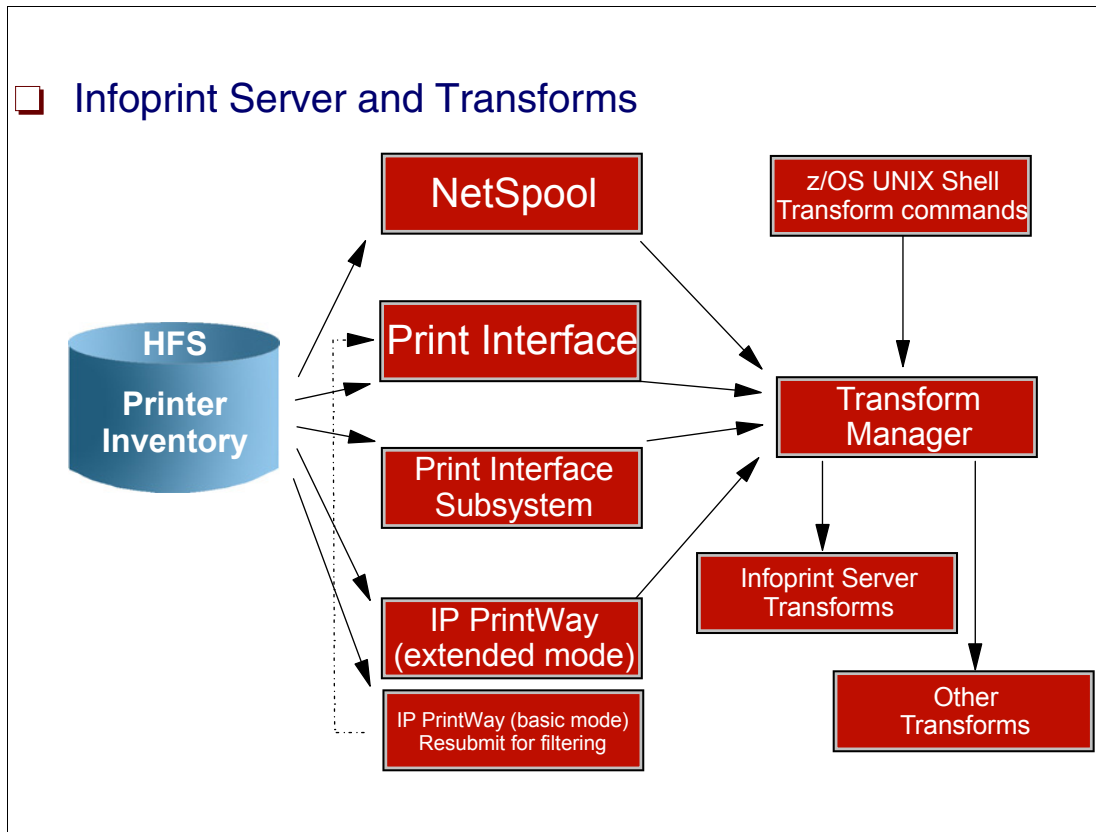 Infoprint Server and Transforms
NetSpool
z/OS UNIX Shell
Transform commands
HFS
Printer
Inventory
Print Interface
Transform
Manager
Print Interface
Subsystem
Infoprint Server
Transforms
IP PrintWay
(extended mode)
Other
Transforms
IP PrintWay (basic mode)
Resubmit for filtering